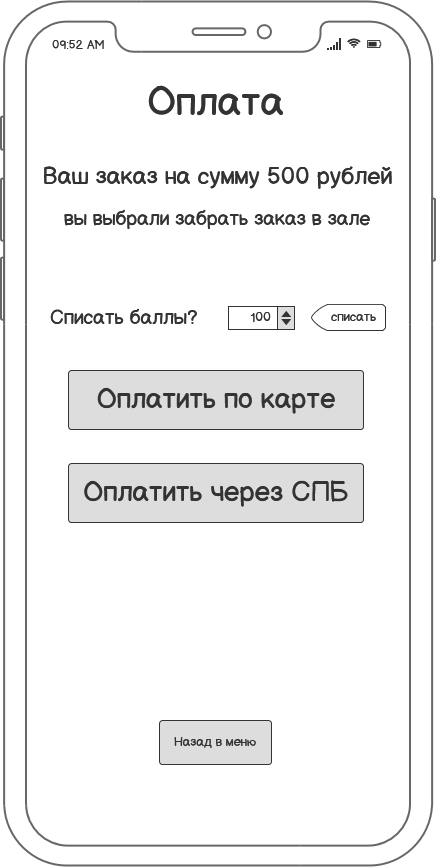 09:52 AM
Оплата
Ваш заказ на сумму 500 рублей
вы выбрали забрать заказ в зале
Списать баллы? 100 списать
Оплатить по карте
Оплатить через СПБ
Назад в меню